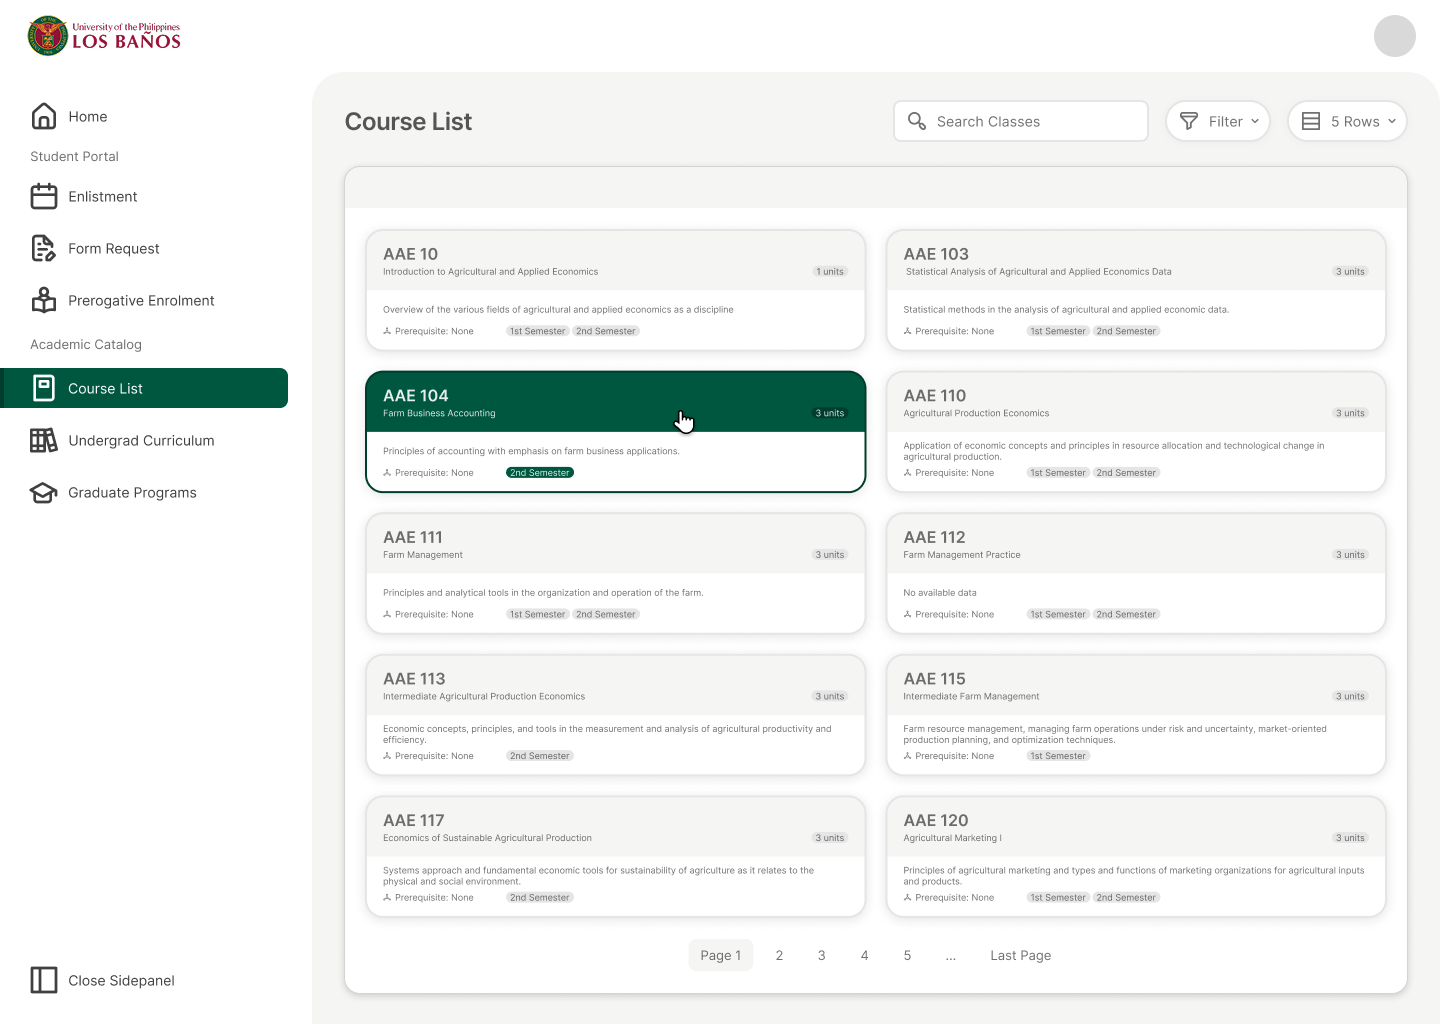 University of the Philippines
LOS BAÑOS
Home
Student Portal
Enlistment
Form Request
Prerogative Enrolment
Academic Catalog
Course List
Undergrad Curriculum
Graduate Programs
Close Sidepanel
Course List
Search Classes
Filter
5 Rows
AAE 10
Introduction to Agricultural and Applied Economics
1 units
Overview of the various fields of agricultural and applied economics as a discipline
Prerequisite: None
1st Semester
2nd Semester
AAE 103
Statistical Analysis of Agricultural and Applied Economics Data
3 units
Statistical methods in the analysis of agricultural and applied economic data.
Prerequisite: None
1st Semester
2nd Semester
AAE 104
Farm Business Accounting
3 units
Principles of accounting with emphasis on farm business applications.
Prerequisite: None
2nd Semester
AAE 110
Agricultural Production Economics
3 units
Application of economic concepts and principles in resource allocation and technological change in
agricultural production.
Prerequisite: None
1st Semester
2nd Semester
AAE 111
Farm Management
3 units
Principles and analytical tools in the organization and operation of the farm.
Prerequisite: None
1st Semester
2nd Semester
AAE 112
Farm Management Practice
3 units
No available data
Prerequisite: None
1st Semester
2nd Semester
AAE 113
Intermediate Agricultural Production Economics
3 units
Economic concepts, principles, and tools in the measurement and analysis of agricultural productivity and
efficiency.
Prerequisite: None
2nd Semester
AAE 115
Intermediate Farm Management
3 units
Farm resource management, managing farm operations under risk and uncertainty, market-oriented
production planning, and optimization techniques.
Prerequisite: None
1st Semester
AAE 117
Economics of Sustainable Agricultural Production
3 units
Systems approach and fundamental economic tools for sustainability of agriculture as it relates to the
physical and social environment.
Prerequisite: None
2nd Semester
AAE 120
Agricultural Marketing I
3 units
Principles of agricultural marketing and types and functions of marketing organizations for agricultural inputs
and products.
Prerequisite: None
1st Semester
2nd Semester
Page 1
2
3
4
5
...
Last Page